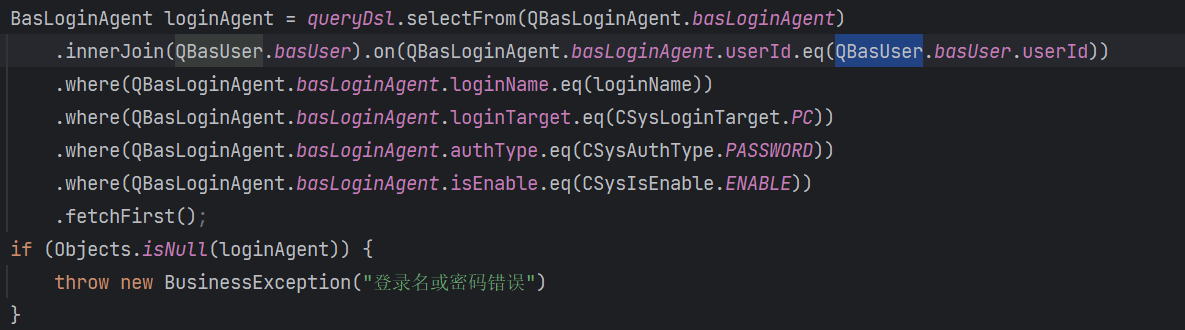 BasLoginAgent loginAgent = queryDsl.selectFrom(QBasLoginAgent.basLoginAgent)
.innerJoin(QBasUser.basUser).on(QBasLoginAgent.basLoginAgent.userId.eq(QBasUser.basUser.userId))
.where(QBasLoginAgent.basLoginAgent.loginName.eq(loginName))
.where(QBasLoginAgent.basLoginAgent.loginTarget.eq(CSysLoginTarget.PC))
.where(QBasLoginAgent.basLoginAgent.authType.eq(CSysAuthType.PASSWORD))
.where(QBasLoginAgent.basLoginAgent.isEnable.eq(CSysIsEnable.ENABLE))
.fetchFirst();
if (Objects.isNull(loginAgent)) {
throw new BusinessException("登录名或密码错误")
}